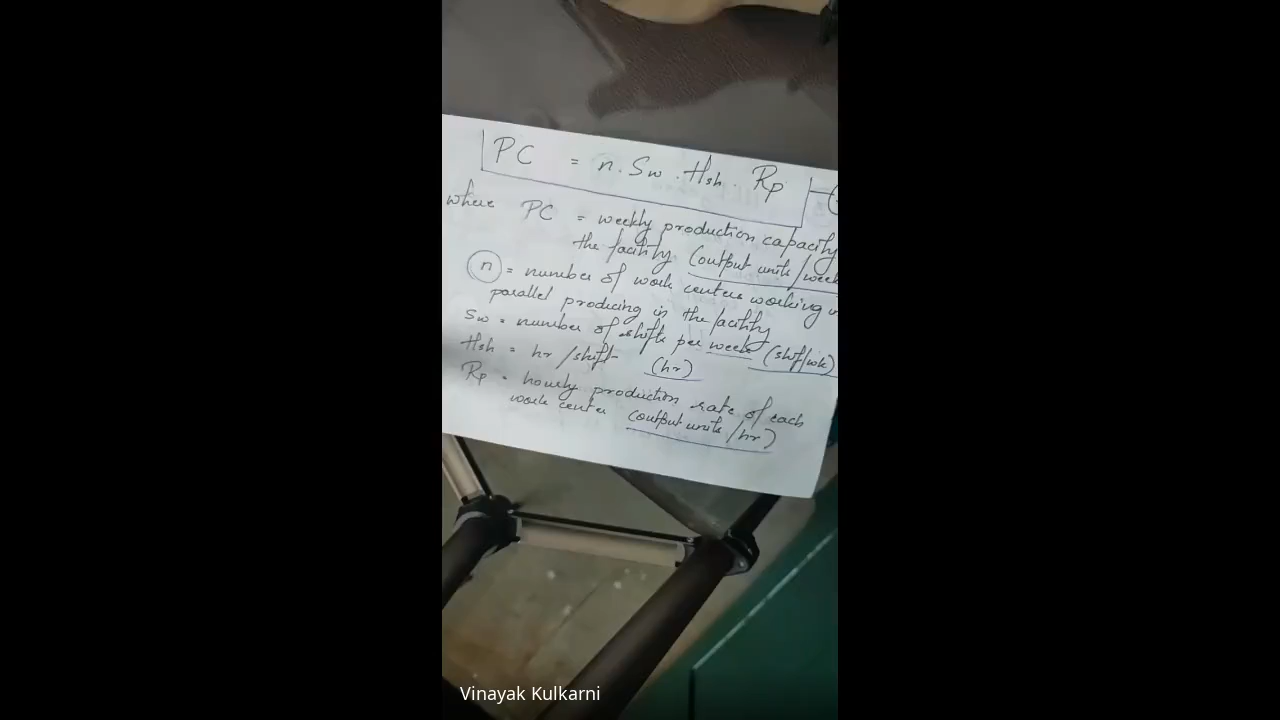 PC = n . Sw . Hsh . Rp
where PC = weekly production capacity
the facility (output units/week
n = number of work centers working
parallel producing in the facility
Sw = number of shifts per week (shift/wk)
Hsh = hr/shift (hr)
Rp = hourly production rate of each
work center (output units/hr)
Vinayak Kulkarni